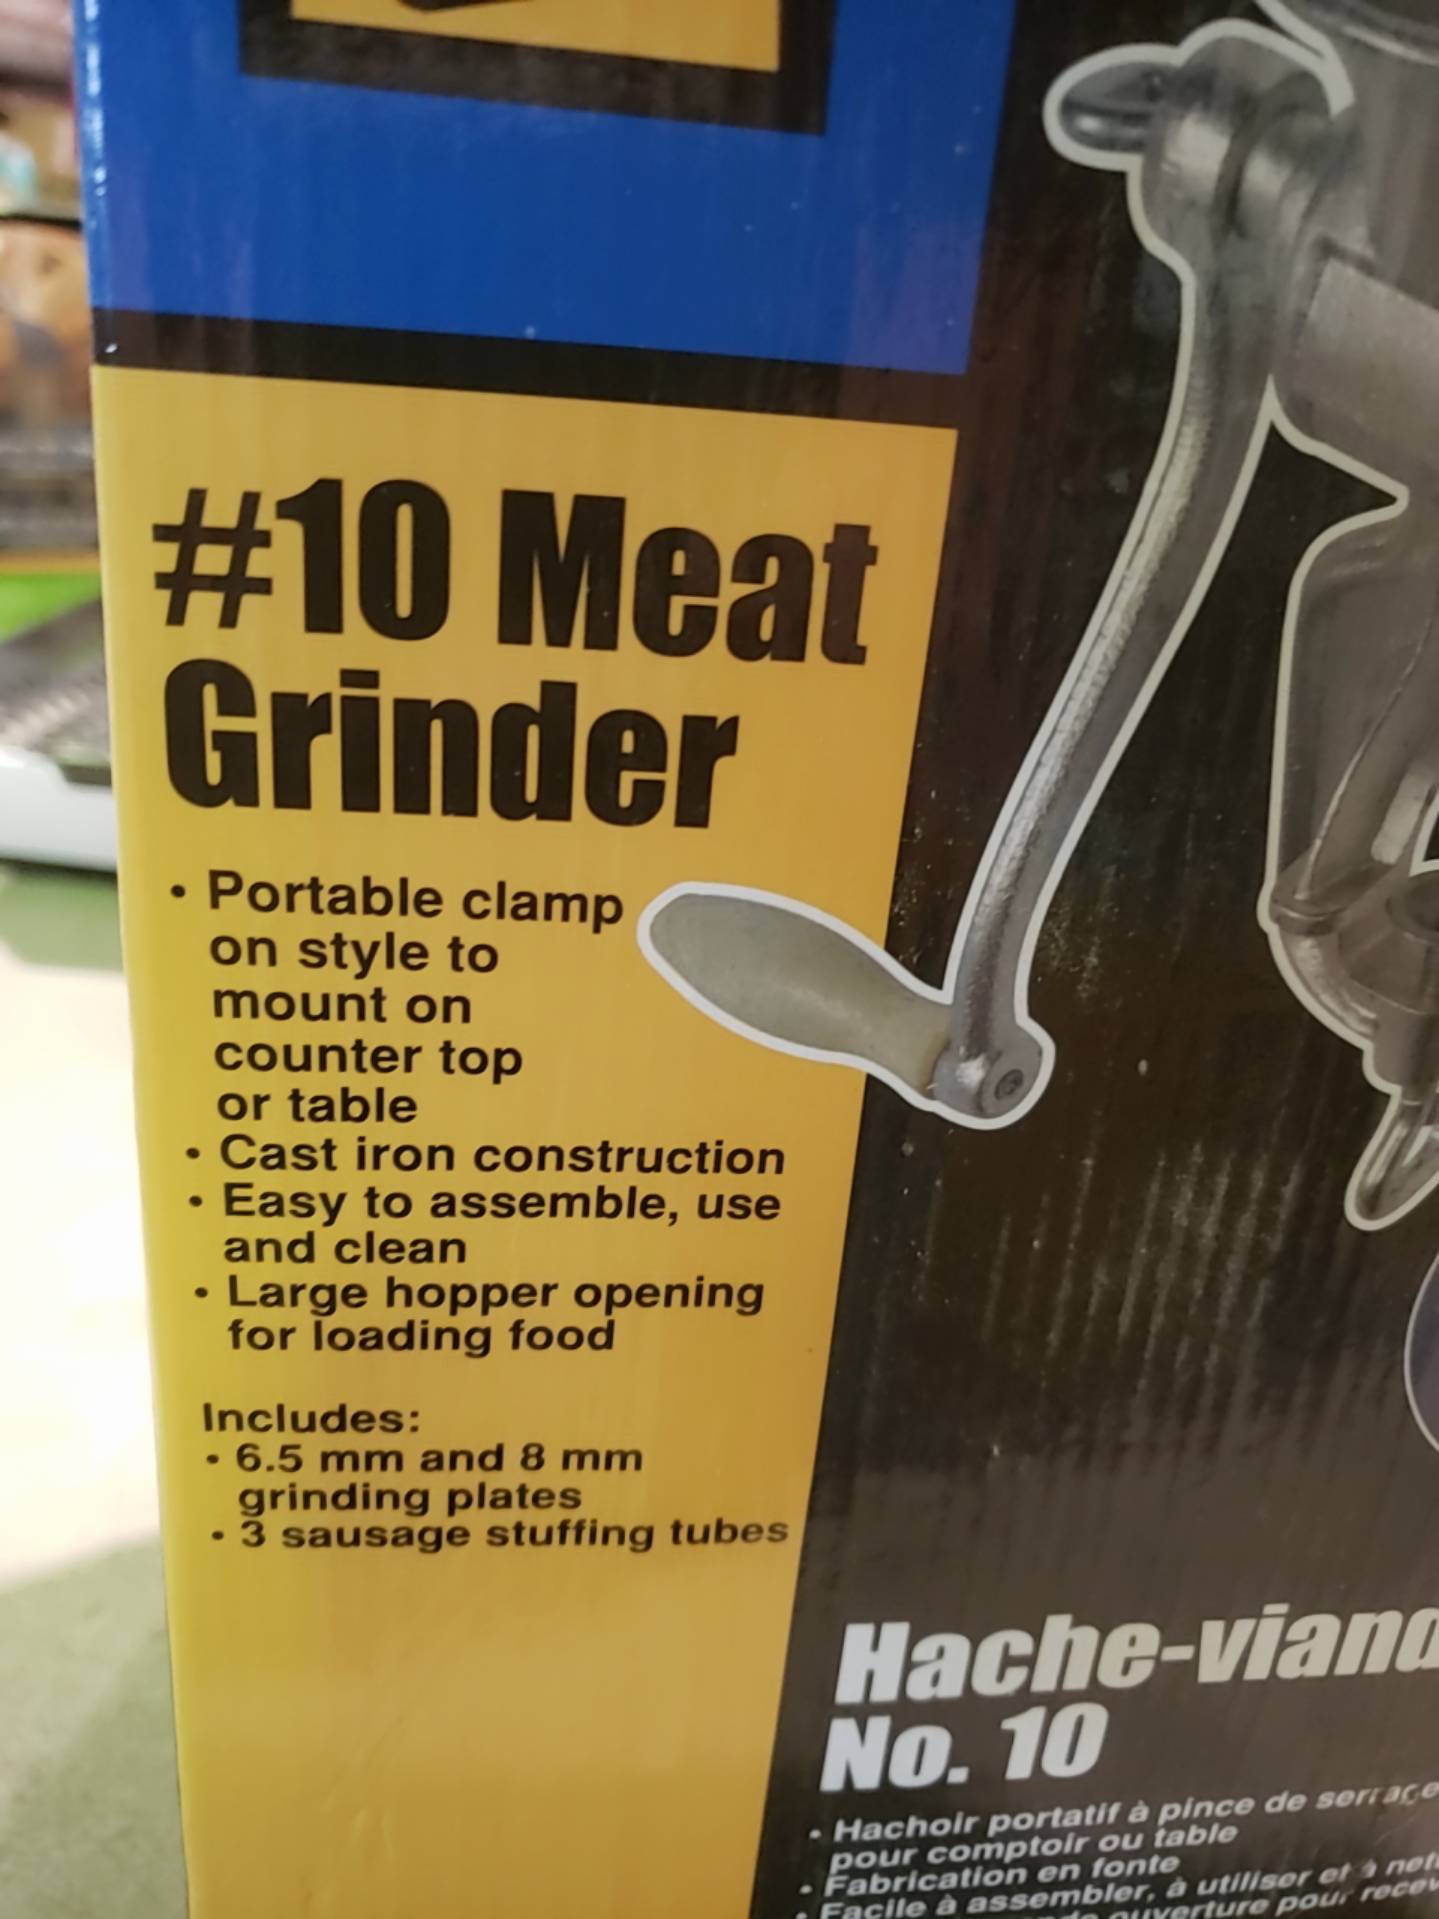 #10 Meat
Grinder
• Portable clamp
on style to
mount on
counter top
or table
• Cast iron construction
• Easy to assemble, use
and clean
• Large hopper opening
for loading food
Includes:
• 6.5 mm and 8 mm
grinding plates
• 3 sausage stuffing tubes
No. 10
• Hachoir portatif à pince de serrage
pour comptoir ou table
• Fabrication en fonte
• Facile à assembler, à utiliser et à
ouverture pour